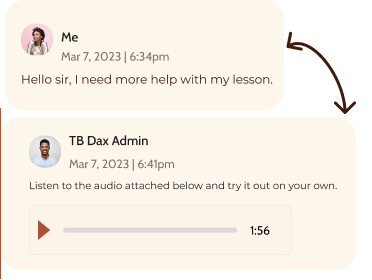 Me
Mar 7, 2023 | 6:34pm
Hello sir, I need more help with my lesson.
TB Dax Admin
Mar 7, 2023 | 6:41pm
Listen to the audio attached below and try it out on your own.
1:56